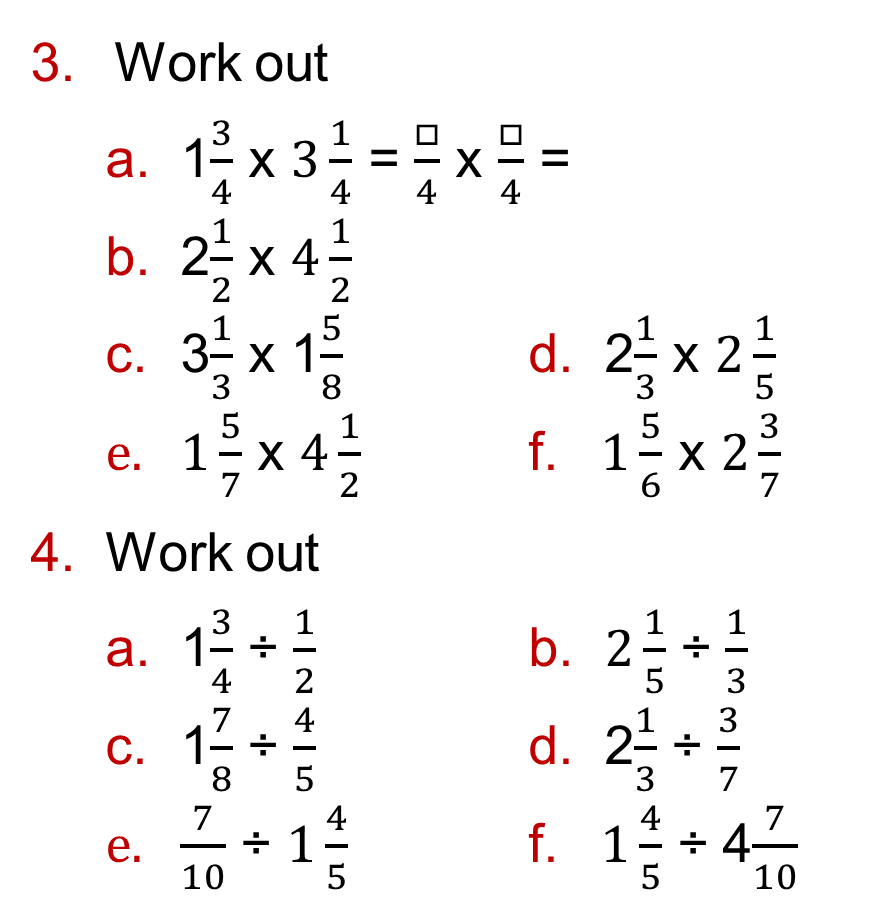 3. Work out
a. 1 3/4 x 3 1/4 = □/4 x □/4 =
b. 2 1/2 x 4 1/2
c. 3 1/3 x 1 5/8 d. 2 1/3 x 2 1/5
e. 1 5/7 x 4 1/2 f. 1 5/6 x 2 3/7
4. Work out
a. 1 3/4 ÷ 1/2 b. 2 1/5 ÷ 1/3
c. 1 7/8 ÷ 4/5 d. 2 1/3 ÷ 3/7
e. 7/10 ÷ 1 4/5 f. 1 4/5 ÷ 4 7/10